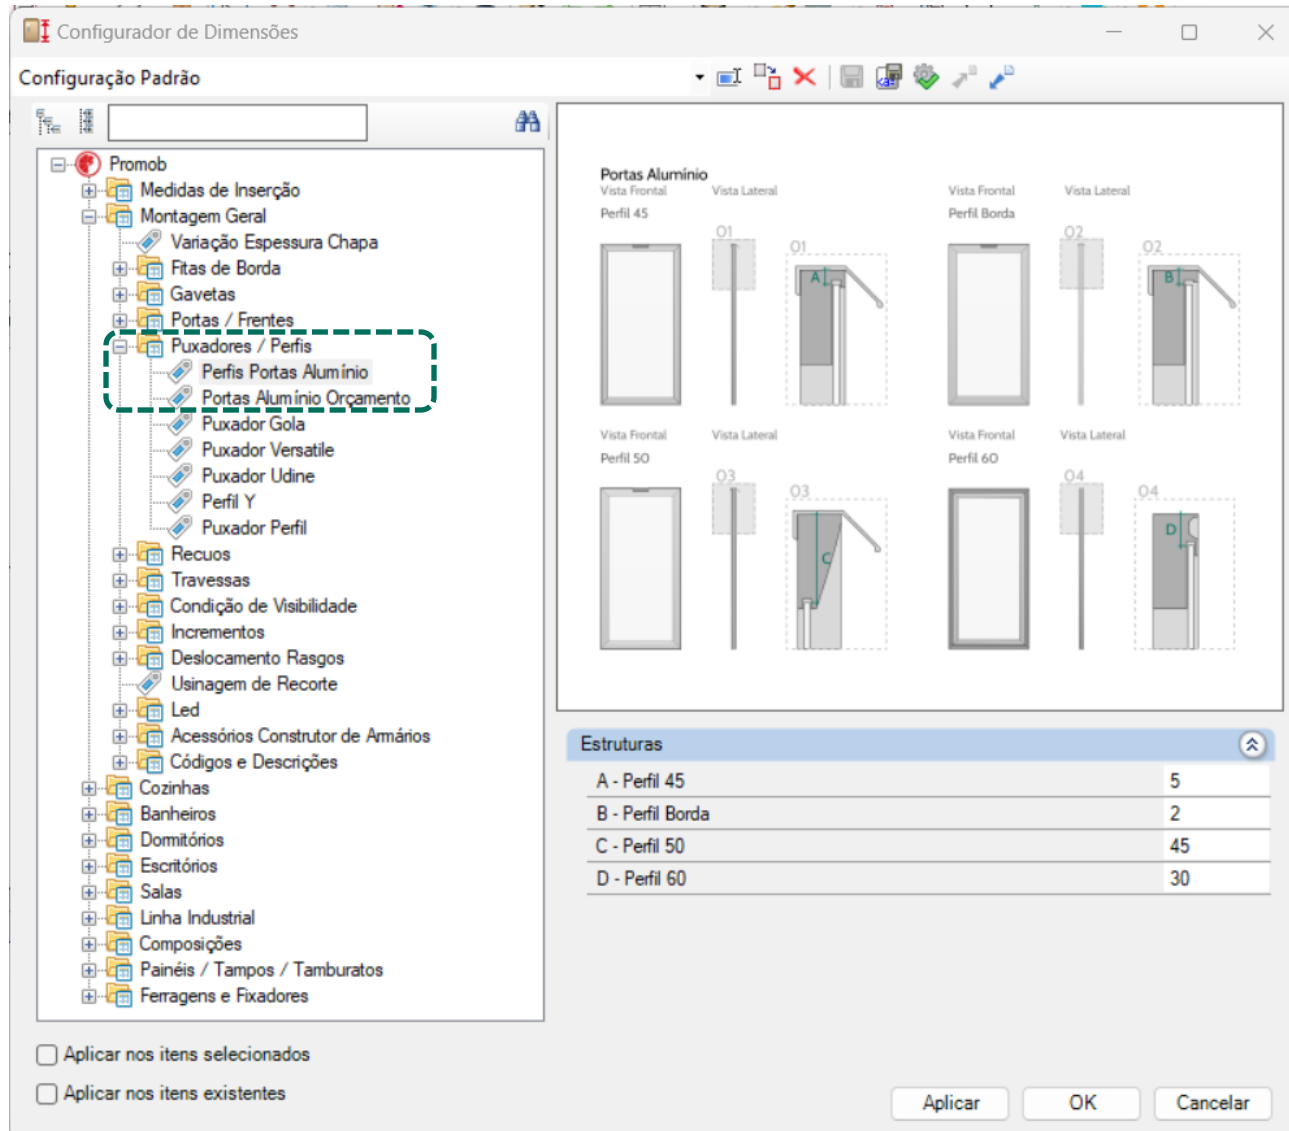 Configurador de Dimensões
Configuração Padrão
Promob
Medidas de Inserção
Montagem Geral
Variação Espessura Chapa
Fitas de Borda
Gavetas
Portas / Frentes
Puxadores / Perfis
Perfis Portas Alumínio
Portas Alumínio Orçamento
Puxador Gola
Puxador Versatile
Puxador Udine
Perfil Y
Puxador Perfil
Recuos
Travessas
Condição de Visibilidade
Incrementos
Deslocamento Rasgos
Usinagem de Recorte
Led
Acessórios Construtor de Armários
Códigos e Descrições
Cozinhas
Banheiros
Dormitórios
Escritórios
Salas
Linha Industrial
Composições
Painéis / Tampos / Tamburatos
Ferragens e Fixadores
Aplicar nos itens selecionados
Aplicar nos itens existentes
Portas Alumínio
Vista Frontal Vista Lateral
Perfil 45
01
01
A
Vista Frontal Vista Lateral
Perfil Borda
02
02
B
Vista Frontal Vista Lateral
Perfil 50
03
03
C
Vista Frontal Vista Lateral
Perfil 60
04
04
D
Estruturas
A - Perfil 45 5
B - Perfil Borda 2
C - Perfil 50 45
D - Perfil 60 30
Aplicar OK Cancelar